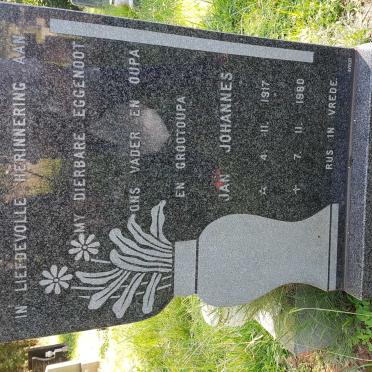 IN LIEFDEVOLLE HERINNERING AAN
MY DIERBARE EGGENOOT
ONS VADER EN OUPA
EN GROOTOUPA
JAN JOHANNES
☆ 4. 11. 1917
+ 7. 11. 1980
RUS IN VREDE.